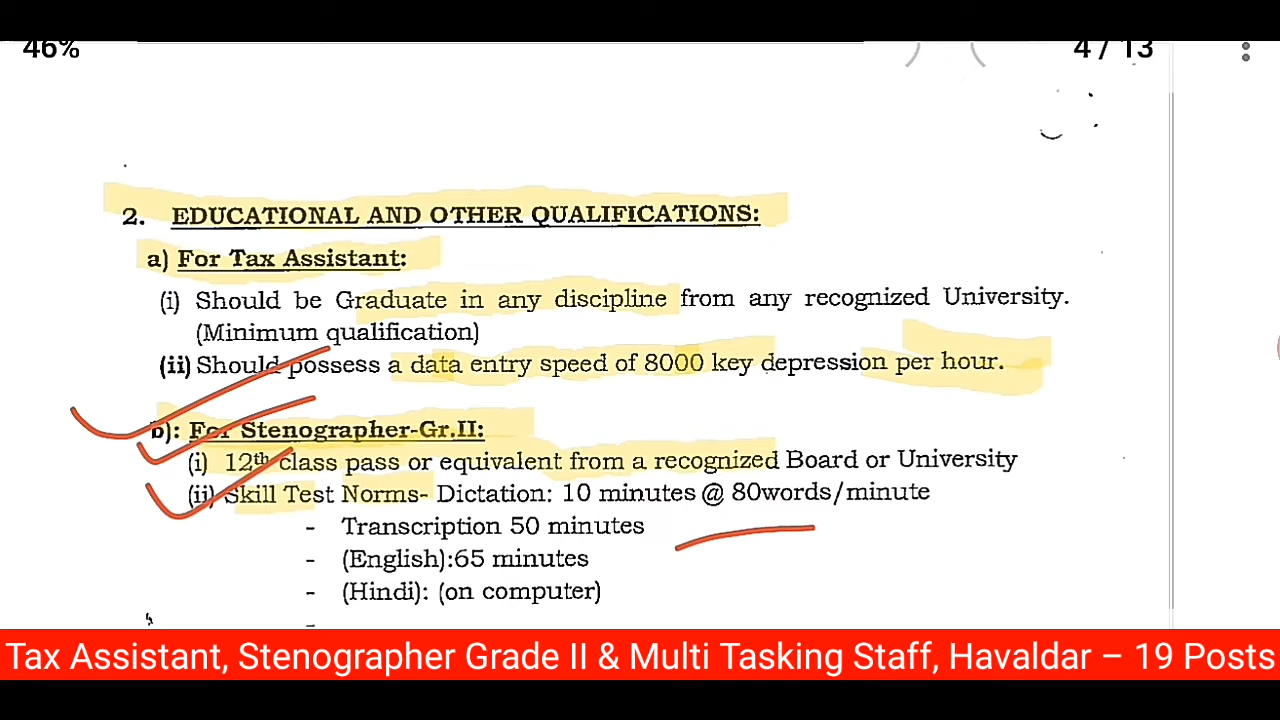 46%
4 / 13
2. EDUCATIONAL AND OTHER QUALIFICATIONS:
a) For Tax Assistant:
(i) Should be Graduate in any discipline from any recognized University.
(Minimum qualification)
(ii) Should possess a data entry speed of 8000 key depression per hour.
b): For Stenographer-Gr.II:
(i) 12th class pass or equivalent from a recognized Board or University
(ii) Skill Test Norms- Dictation: 10 minutes @ 80words/minute
- Transcription 50 minutes
- (English):65 minutes
- (Hindi): (on computer)
-
Tax Assistant, Stenographer Grade II & Multi Tasking Staff, Havaldar – 19 Posts